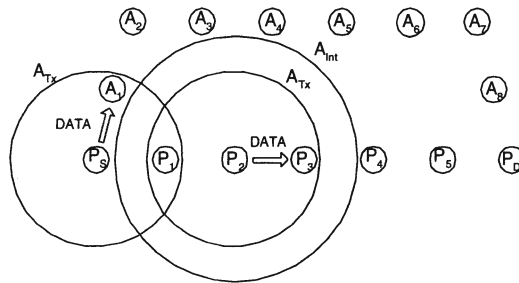 A2 A3 A4 A5 A6 A7
AInt
ATx ATx
A1 A8
DATA
DATA
PS P1 P2 P3 P4 P5 PD